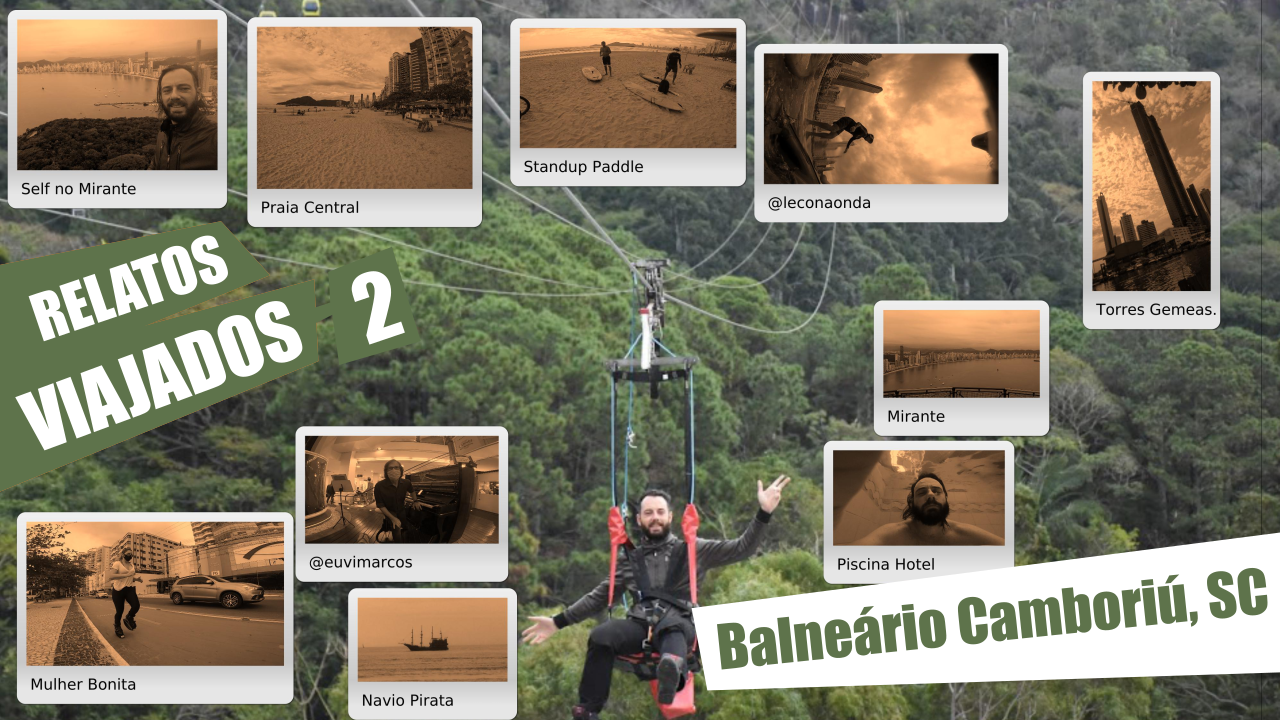 Self no Mirante
Praia Central
Standup Paddle
@leconaonda
Torres Gemeas.
RELATOS
VIAJADOS 2
Mirante
@euvimarcos
Piscina Hotel
Mulher Bonita
Navio Pirata
Balneário Camboriú, SC